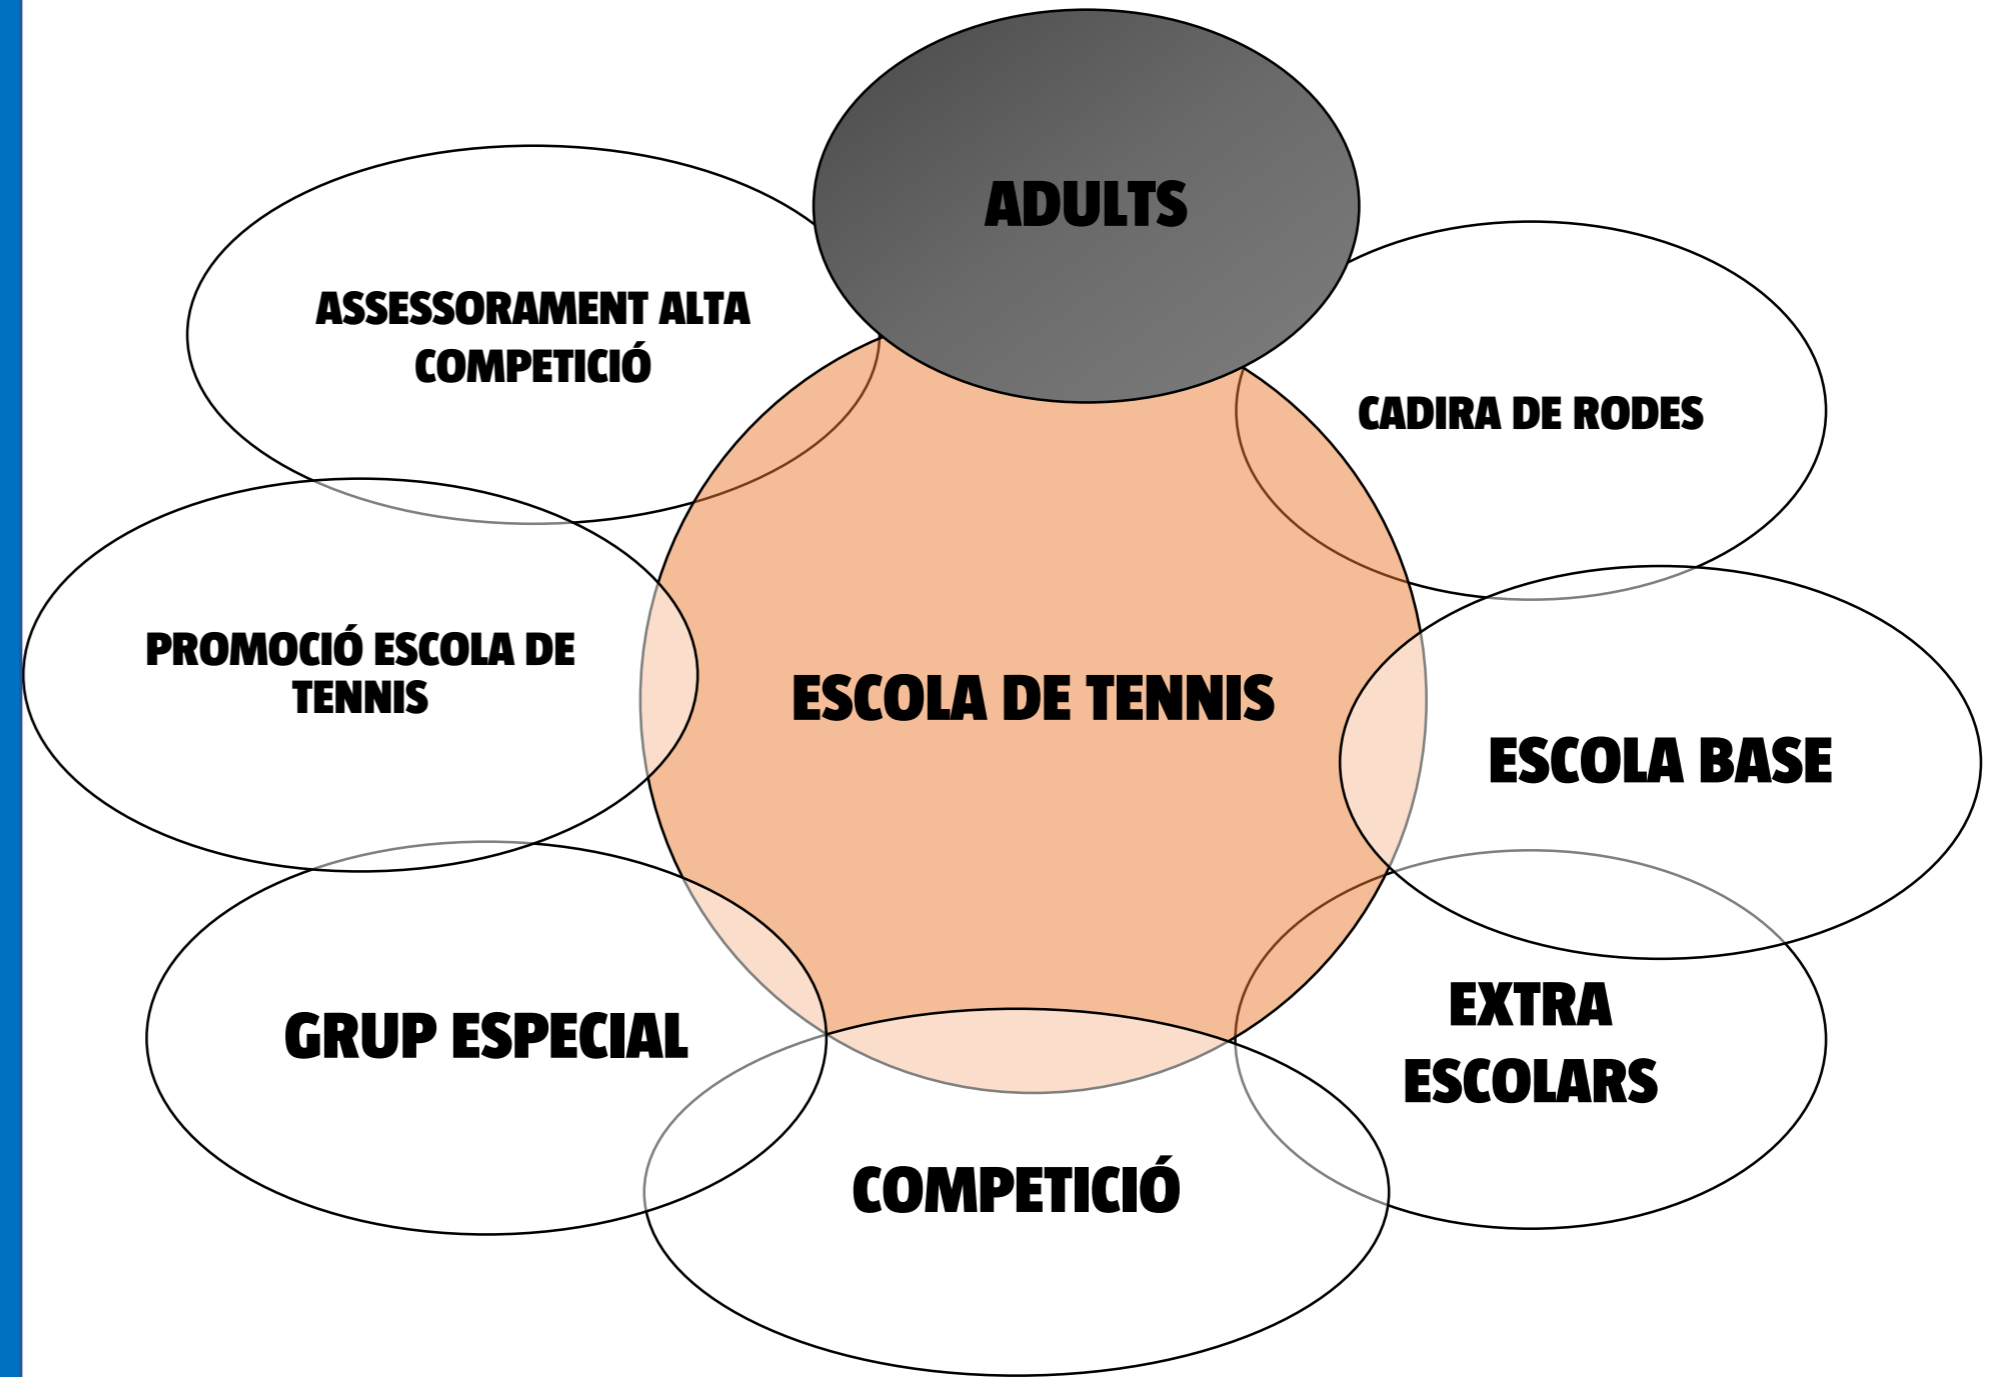 ADULTS
ASSESSORAMENT ALTA
COMPETICIÓ
CADIRA DE RODES
PROMOCIÓ ESCOLA DE
TENNIS
ESCOLA DE TENNIS
ESCOLA BASE
GRUP ESPECIAL
EXTRA
ESCOLARS
COMPETICIÓ